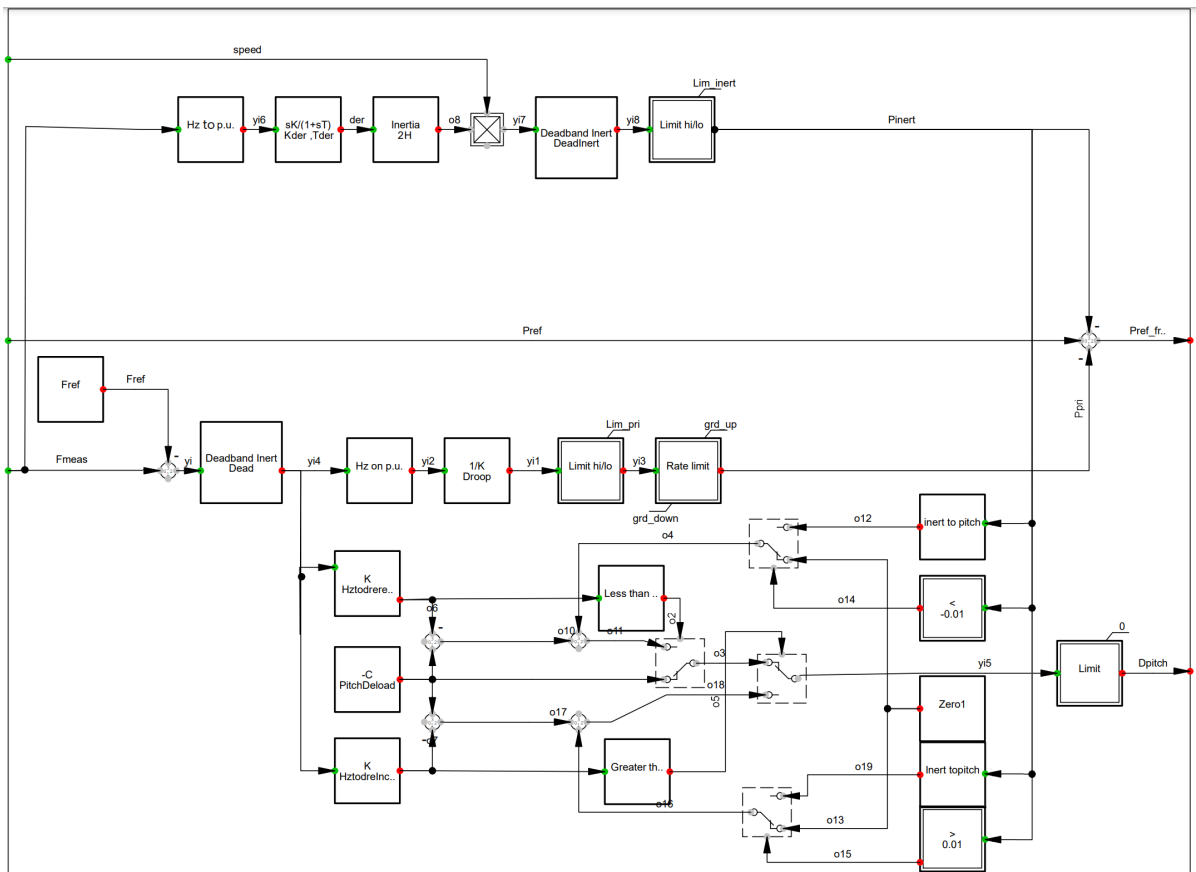 speed
Lim_inert
Hz to p.u.
yi6
sK/(1+sT)
Kder ,Tder
der
Inertia
2H
o8
yi7
Deadband Inert
DeadInert
yi8
Limit hi/lo
Pinert
Pref
-
Pref_fr..
-
Fref
Fref
Ppri
Fmeas
-
yi
Deadband Inert
Dead
yi4
Hz on p.u.
yi2
1/K
Droop
yi1
Lim_pri
Limit hi/lo
yi3
grd_up
Rate limit
grd_down
o4
o12
inert to pitch
K
Hztodrere..
o6
-
Less than ..
o2
o14
<
-0.01
o10
o11
o3
0
Limit
Dpitch
yi5
-C
PitchDeload
o18
o5
Zero1
o17
-
o7
K
HztodreInc..
Greater th..
o16
o19
Inert topitch
o13
o15
>
0.01